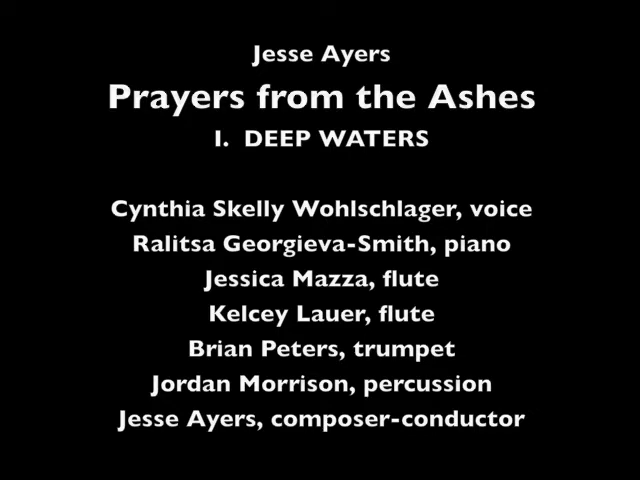 Jesse Ayers
Prayers from the Ashes
I. DEEP WATERS
Cynthia Skelly Wohlschlager, voice
Ralitsa Georgieva-Smith, piano
Jessica Mazza, flute
Kelcey Lauer, flute
Brian Peters, trumpet
Jordan Morrison, percussion
Jesse Ayers, composer-conductor